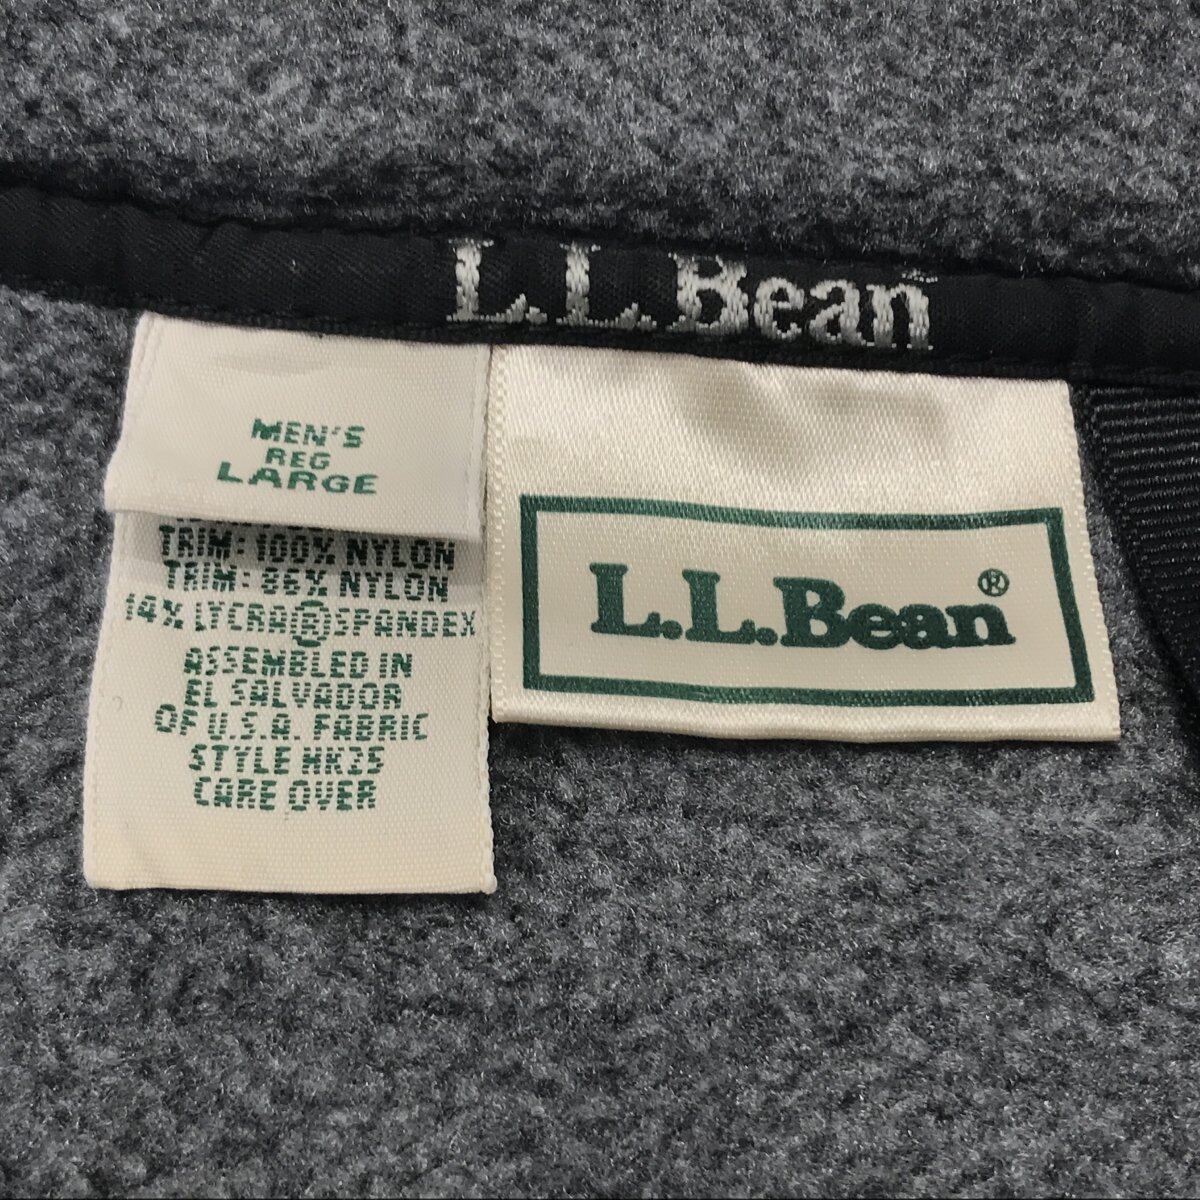 L.L.Bean
MEN'S
REG
LARGE
TRIM: 100% NYLON
TRIM: 86% NYLON
14% LYCRA® SPANDEX
ASSEMBLED IN
EL SALVADOR
OF U.S.A. FABRIC
STYLE HK25
CARE OVER
L.L.Bean®